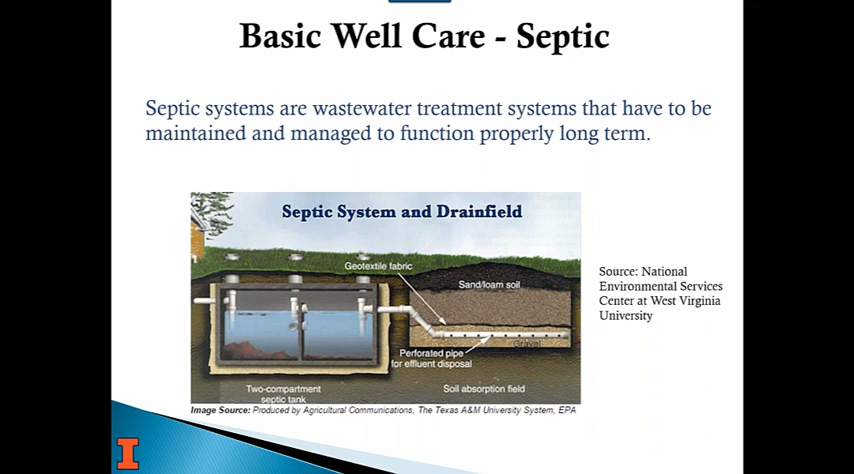 Basic Well Care - Septic
Septic systems are wastewater treatment systems that have to be
maintained and managed to function properly long term.
Septic System and Drainfield
Geotextile fabric
Sand/loam soil
Gravel
Perforated pipe
for effluent disposal
Two-compartment
septic tank
Soil absorption field
Image Source: Produced by Agricultural Communications, The Texas A&M University System, EPA
Source: National
Environmental Services
Center at West Virginia
University
I